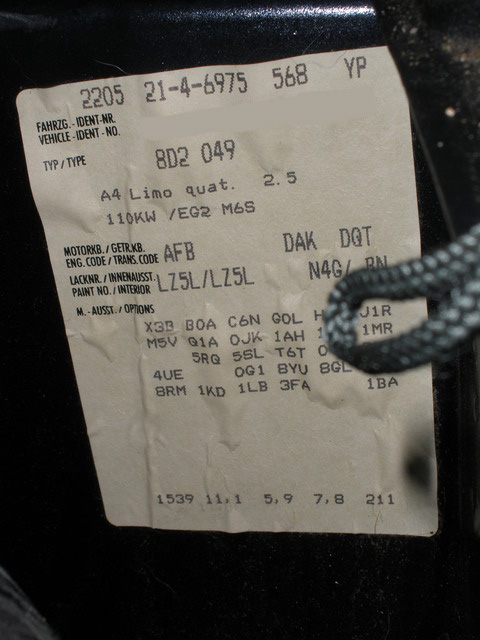 2205 21-4-6975 568 YP
FAHRZG.-IDENT-NR.
VEHICLE-IDENT-NO.
TYP/TYPE 8D2 049
A4 Limo quat. 2.5
110KW /EG2 M6S
MOTORKB./GETR.KB.
ENG.CODE/TRANS.CODE AFB DAK DQT
LACKNR./INNENAUSST.
PAINT NO./INTERIOR LZ5L/LZ5L N4G/
M.-AUSST./OPTIONS
X3B B0A C6N G0L J1R
M5V Q1A 0JK 1AH 1MR
5RQ 5SL T6T
4UE 0G1 8YU 8GL
8RM 1KD 1LB 3FA 1BA
1539 11,1 5,9 7,8 211